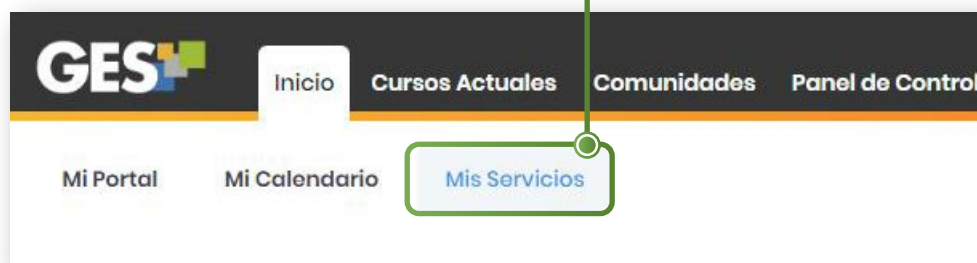 GES
Inicio Cursos Actuales Comunidades Panel de Control
Mi Portal Mi Calendario Mis Servicios